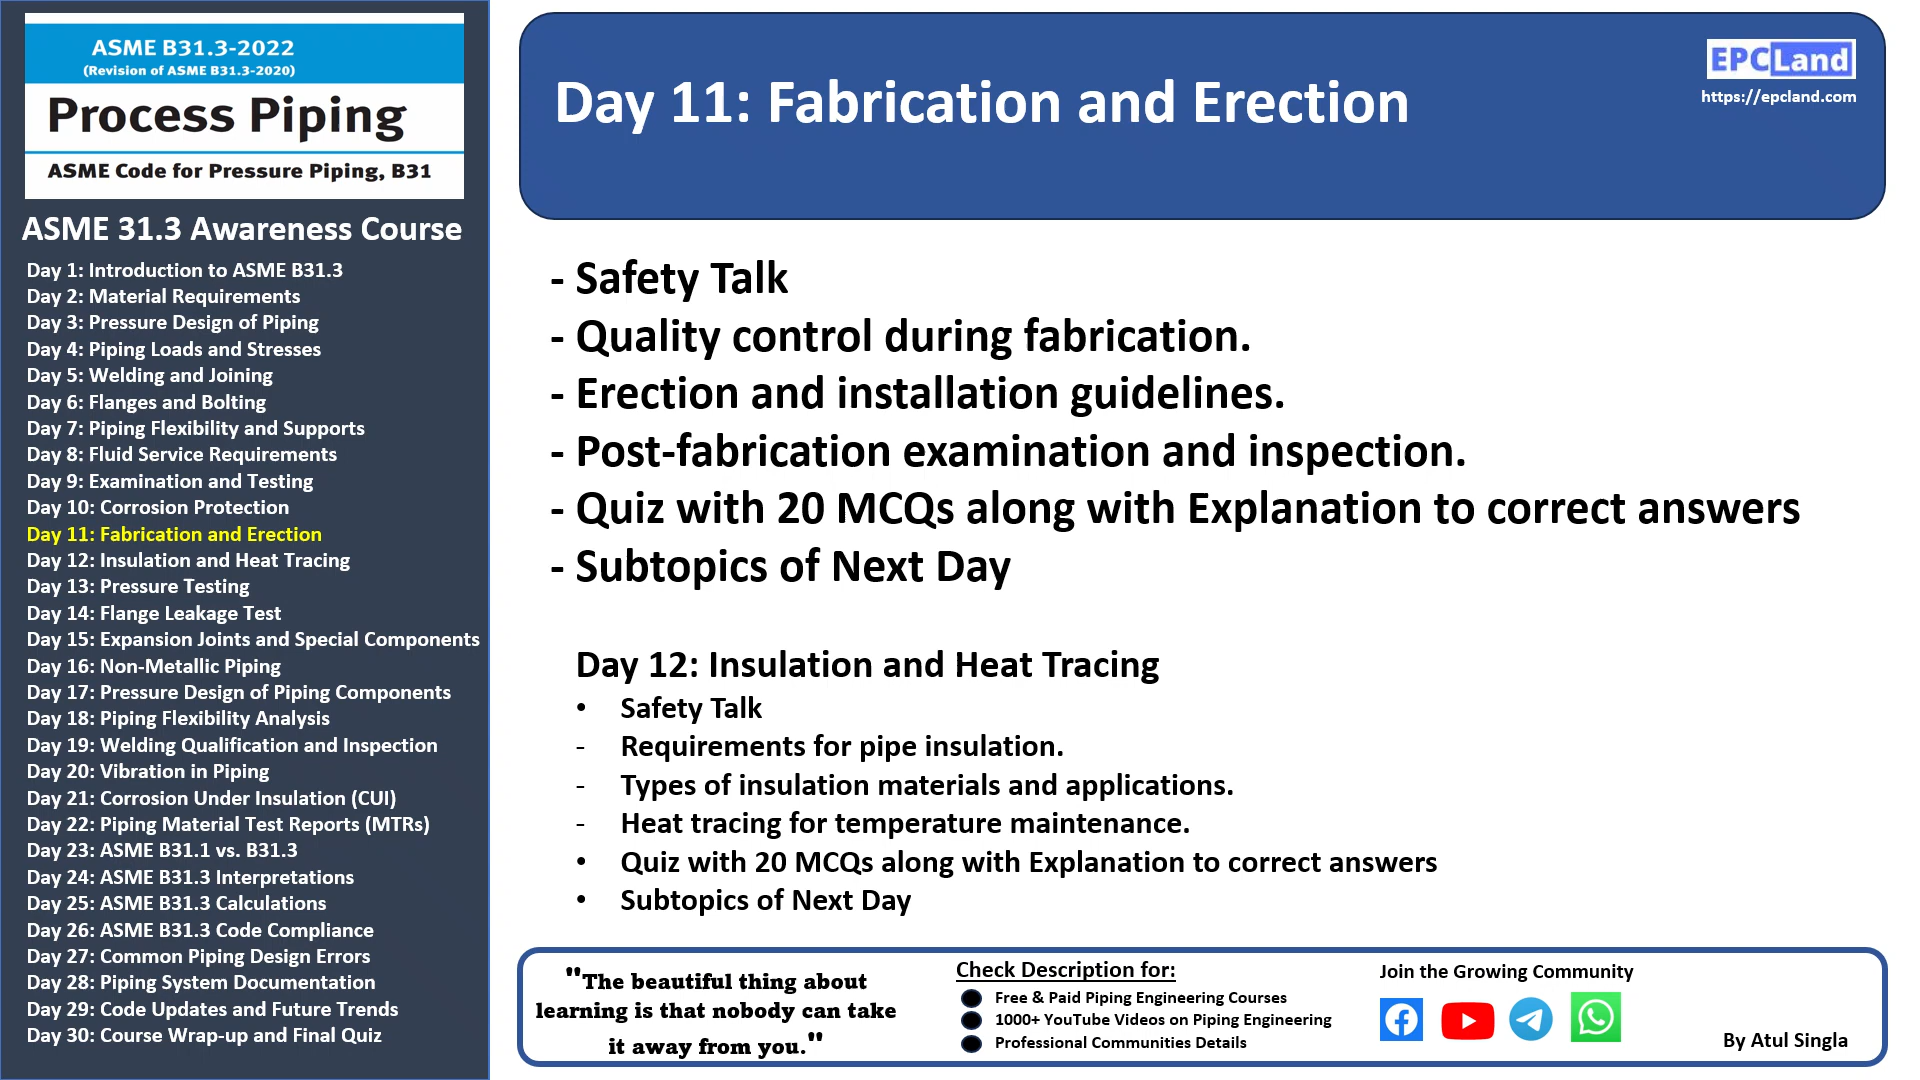 ASME B31.3-2022
(Revision of ASME B31.3-2020)
Process Piping
ASME Code for Pressure Piping, B31
ASME 31.3 Awareness Course
Day 1: Introduction to ASME B31.3
Day 2: Material Requirements
Day 3: Pressure Design of Piping
Day 4: Piping Loads and Stresses
Day 5: Welding and Joining
Day 6: Flanges and Bolting
Day 7: Piping Flexibility and Supports
Day 8: Fluid Service Requirements
Day 9: Examination and Testing
Day 10: Corrosion Protection
Day 11: Fabrication and Erection
Day 12: Insulation and Heat Tracing
Day 13: Pressure Testing
Day 14: Flange Leakage Test
Day 15: Expansion Joints and Special Components
Day 16: Non-Metallic Piping
Day 17: Pressure Design of Piping Components
Day 18: Piping Flexibility Analysis
Day 19: Welding Qualification and Inspection
Day 20: Vibration in Piping
Day 21: Corrosion Under Insulation (CUI)
Day 22: Piping Material Test Reports (MTRs)
Day 23: ASME B31.1 vs. B31.3
Day 24: ASME B31.3 Interpretations
Day 25: ASME B31.3 Calculations
Day 26: ASME B31.3 Code Compliance
Day 27: Common Piping Design Errors
Day 28: Piping System Documentation
Day 29: Code Updates and Future Trends
Day 30: Course Wrap-up and Final Quiz
Day 11: Fabrication and Erection
EPCLand
https://epcland.com
- Safety Talk
- Quality control during fabrication.
- Erection and installation guidelines.
- Post-fabrication examination and inspection.
- Quiz with 20 MCQs along with Explanation to correct answers
- Subtopics of Next Day
Day 12: Insulation and Heat Tracing
• Safety Talk
- Requirements for pipe insulation.
- Types of insulation materials and applications.
- Heat tracing for temperature maintenance.
• Quiz with 20 MCQs along with Explanation to correct answers
• Subtopics of Next Day
"The beautiful thing about
learning is that nobody can take
it away from you."
Check Description for:
● Free & Paid Piping Engineering Courses
● 1000+ YouTube Videos on Piping Engineering
● Professional Communities Details
Join the Growing Community
By Atul Singla